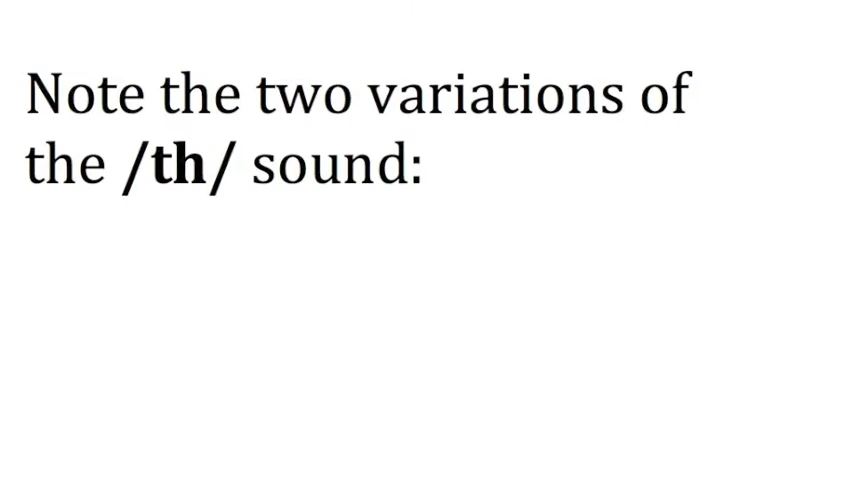 Note the two variations of
the /th/ sound: